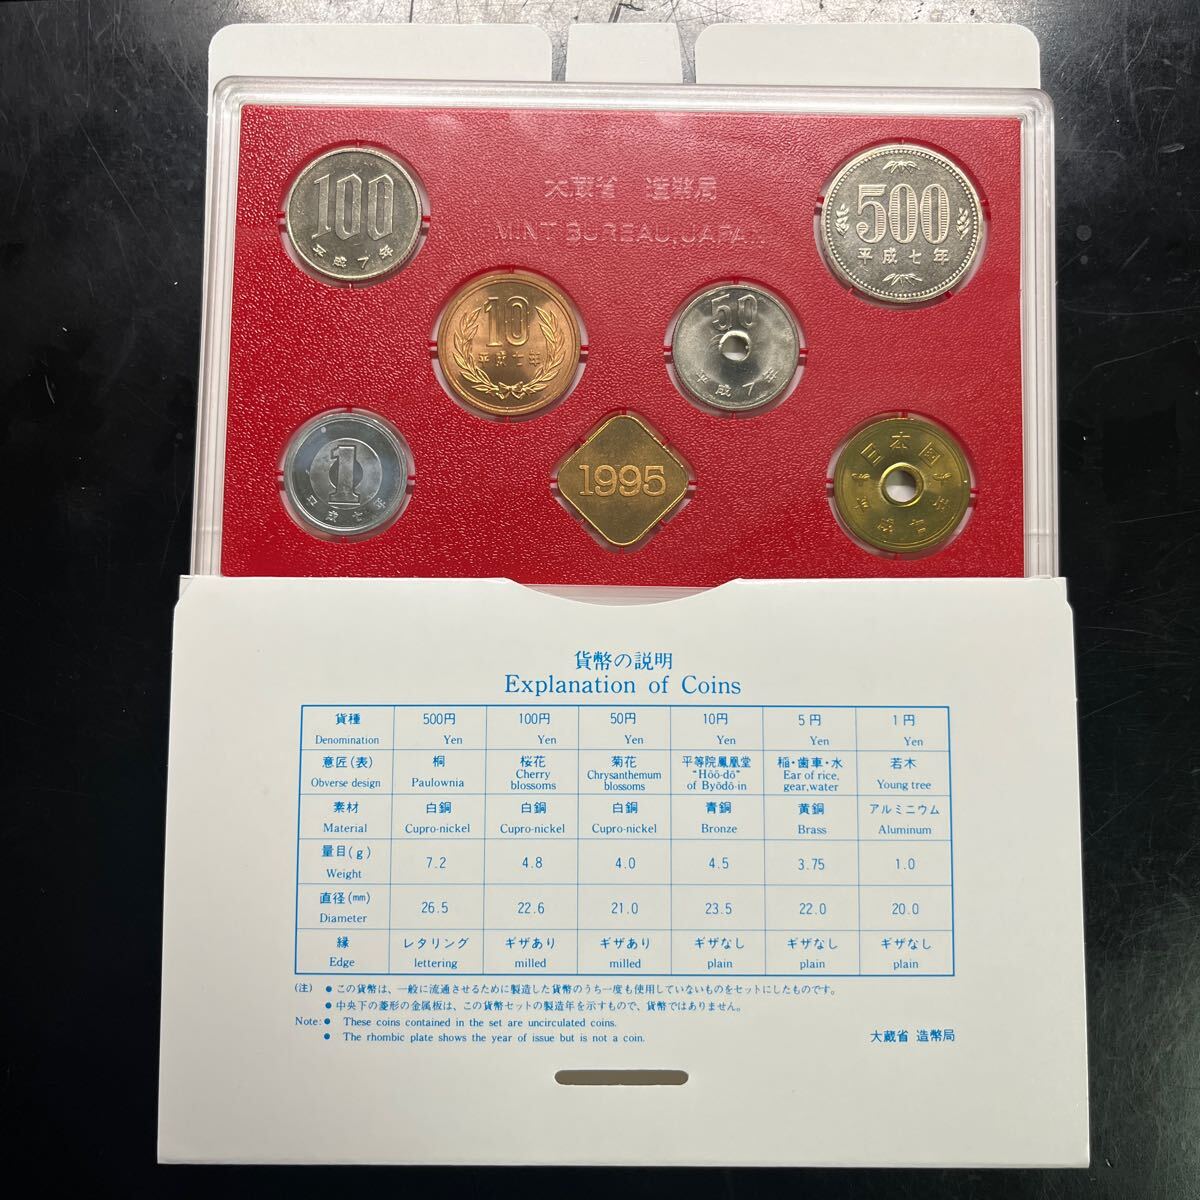 大蔵省 造幣局
MINT BUREAU, JAPAN
100
平成7年
500
平成七年
10
平成七年
50
平成7年
1
平成七年
1995
日本国
平成七年
貨幣の説明
Explanation of Coins
貨種 500円 100円 50円 10円 5円 1円
Denomination Yen Yen Yen Yen Yen Yen
意匠(表) 桐 桜花 菊花 平等院鳳凰堂 稲・歯車・水 若木
Obverse design Paulownia Cherry blossoms Chrysanthemum blossoms "Hōō-dō" of Byōdō-in Ear of rice, gear,water Young tree
素材 白銅 白銅 白銅 青銅 黄銅 アルミニウム
Material Cupro-nickel Cupro-nickel Cupro-nickel Bronze Brass Aluminum
量目(g) 7.2 4.8 4.0 4.5 3.75 1.0
Weight
直径(mm) 26.5 22.6 21.0 23.5 22.0 20.0
Diameter
縁 レタリング ギザあり ギザあり ギザなし ギザなし ギザなし
Edge lettering milled milled plain plain plain
(注) ● この貨幣は、一般に流通させるために製造した貨幣のうち一度も使用していないものをセットにしたものです。
● 中央下の菱形の金属板は、この貨幣セットの製造年を示すもので、貨幣ではありません。
Note:● These coins contained in the set are uncirculated coins.
● The rhombic plate shows the year of issue but is not a coin.
大蔵省 造幣局